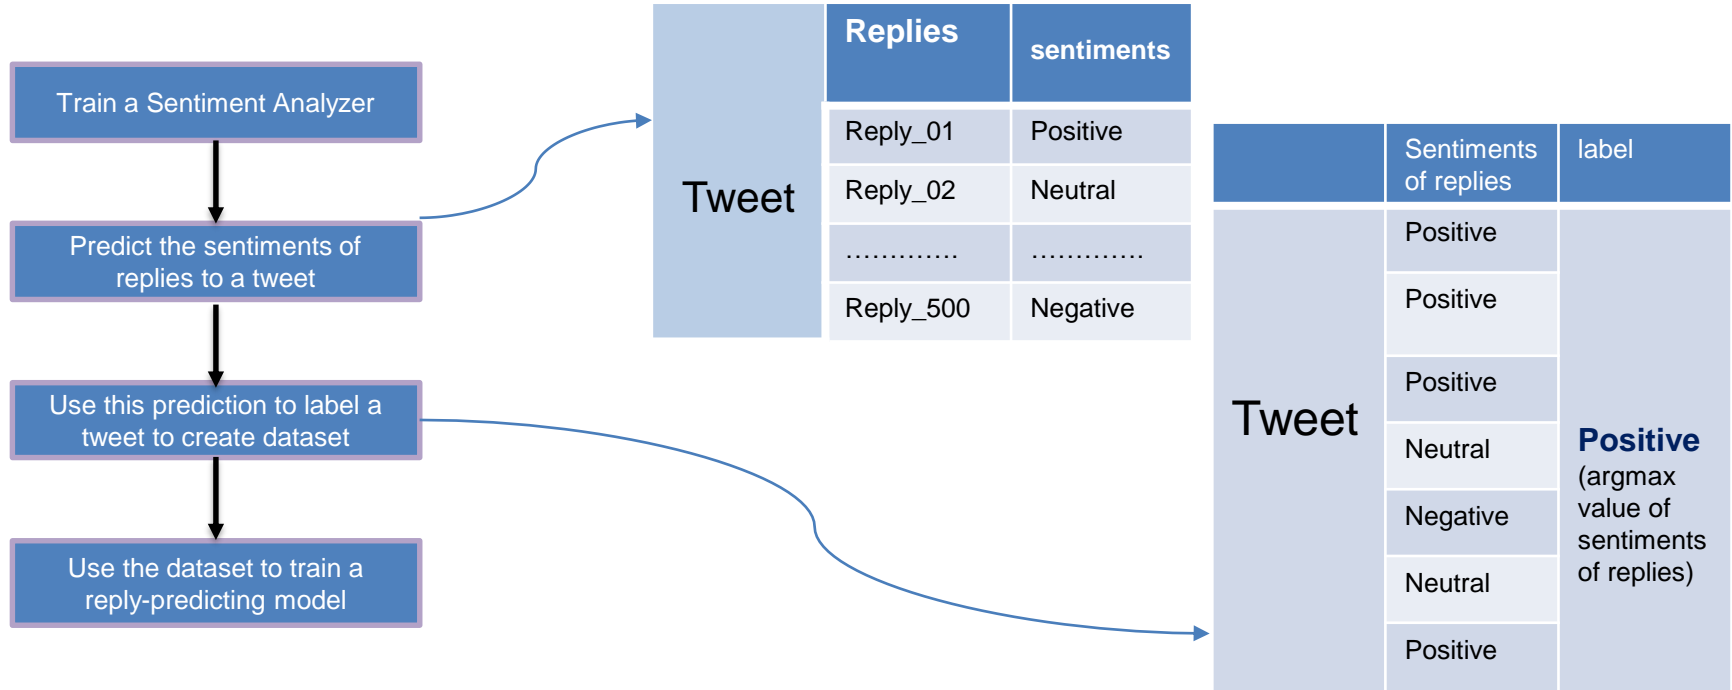 Train a Sentiment Analyzer
Predict the sentiments of
replies to a tweet
Use this prediction to label a
tweet to create dataset
Use the dataset to train a
reply-predicting model
Replies
sentiments
Tweet
Reply_01
Positive
Reply_02
Neutral
………….
………….
Reply_500
Negative
Sentiments
of replies
label
Tweet
Positive
Positive
Positive
Neutral
Negative
Neutral
Positive
Positive
(argmax
value of
sentiments
of replies)